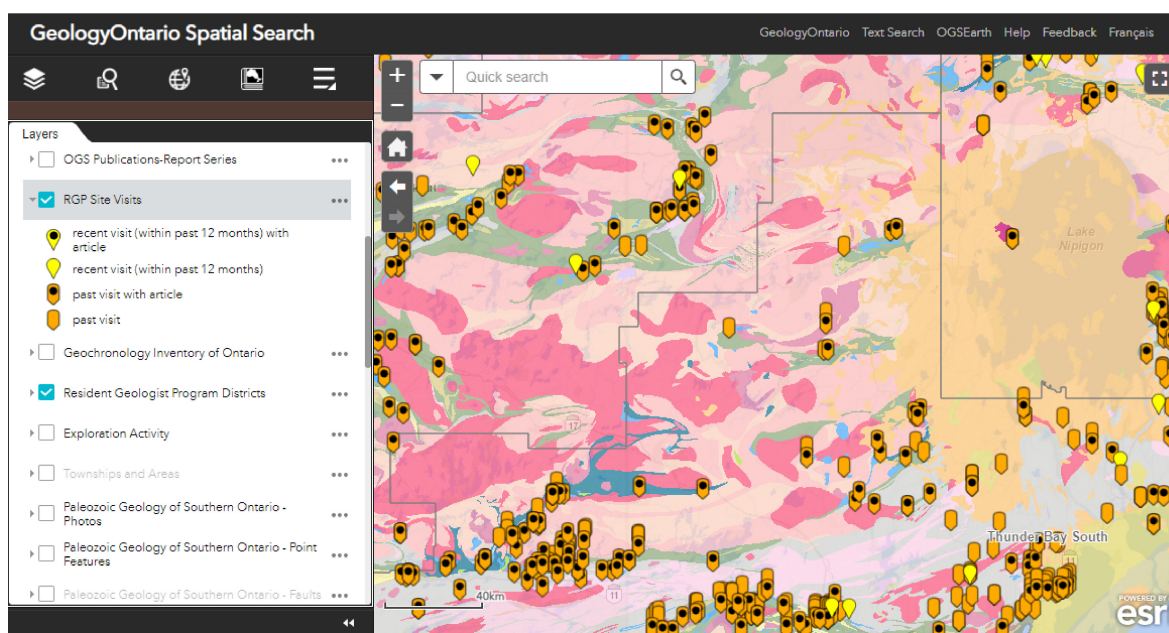 GeologyOntario Spatial Search
GeologyOntario Text Search OGSEarth Help Feedback Français
Quick search
Layers
OGS Publications-Report Series
RGP Site Visits
recent visit (within past 12 months) with
article
recent visit (within past 12 months)
past visit with article
past visit
Geochronology Inventory of Ontario
Resident Geologist Program Districts
Exploration Activity
Townships and Areas
Paleozoic Geology of Southern Ontario -
Photos
Paleozoic Geology of Southern Ontario - Point
Features
Paleozoic Geology of Southern Ontario - Faults
Lake
Nipigon
17
Thunder Bay South
11
11
40km
POWERED BY
esri